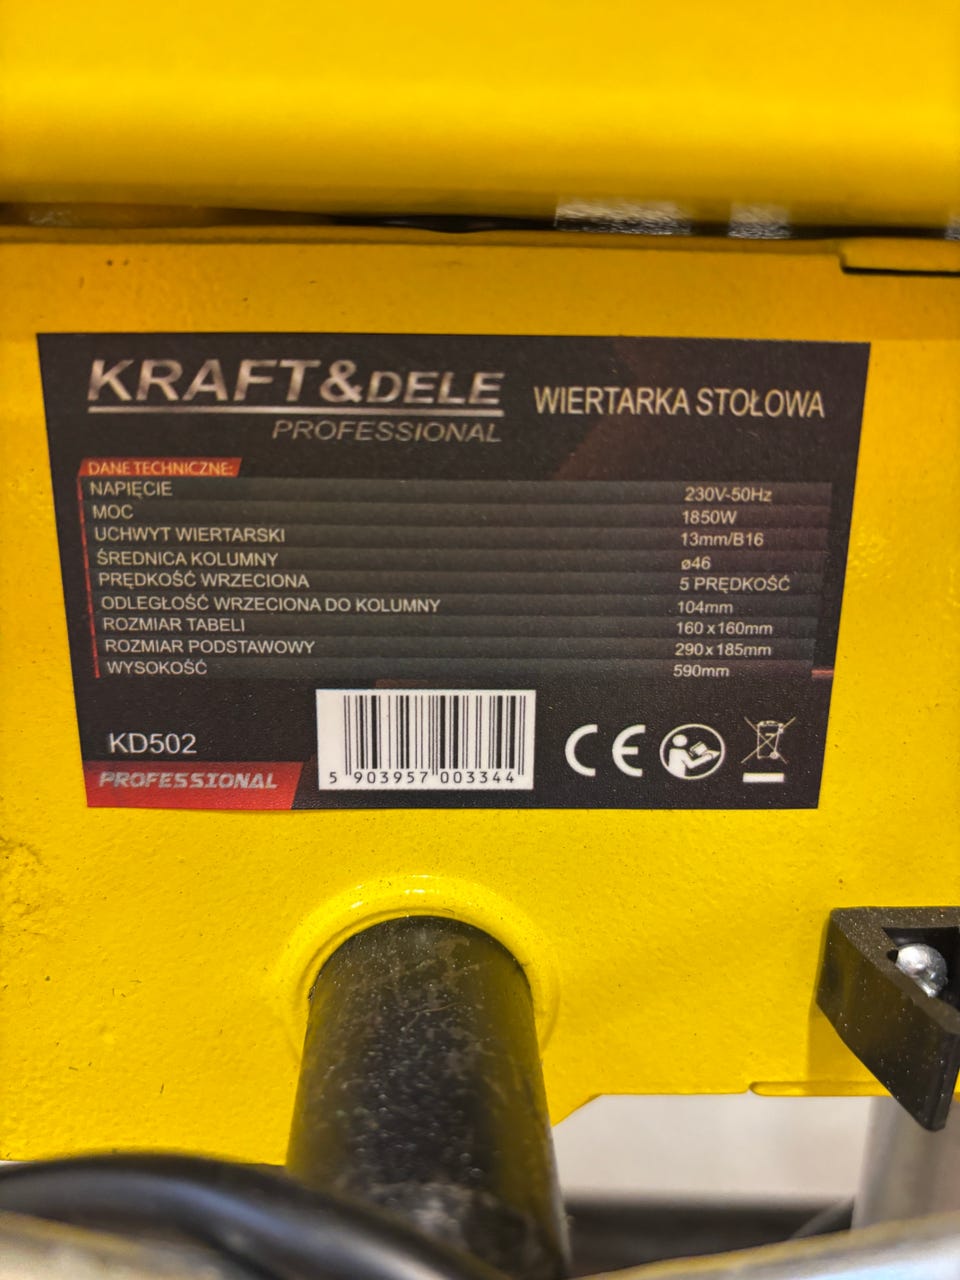 KRAFT&DELE
PROFESSIONAL
WIERTARKA STOŁOWA
DANE TECHNICZNE:
NAPIĘCIE 230V-50Hz
MOC 1850W
UCHWYT WIERTARSKI 13mm/B16
ŚREDNICA KOLUMNY ø46
PRĘDKOŚĆ WRZECIONA 5 PRĘDKOŚĆ
ODLEGŁOŚĆ WRZECIONA DO KOLUMNY 104mm
ROZMIAR TABELI 160x160mm
ROZMIAR PODSTAWOWY 290x185mm
WYSOKOŚĆ 590mm
KD502
PROFESSIONAL
5 903957 003344
CE